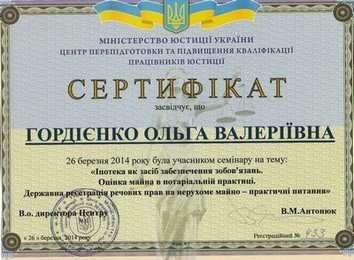 МІНІСТЕРСТВО ЮСТИЦІЇ УКРАЇНИ
ЦЕНТР ПЕРЕПІДГОТОВКИ ТА ПІДВИЩЕННЯ КВАЛІФІКАЦІЇ
ПРАЦІВНИКІВ ЮСТИЦІЇ
СЕРТИФІКАТ
засвідчує, що
ГОРДІЄНКО ОЛЬГА ВАЛЕРІЇВНА
26 березня 2014 року була учасником семінару на тему:
«Іпотека як засіб забезпечення зобов'язань.
Оцінка майна в нотаріальній практиці.
Державна реєстрація речових прав на нерухоме майно – практичні питання»
В.о. директора Центру В.М.Антонюк
« 26 » березня, 2014 року Реєстраційний № 433